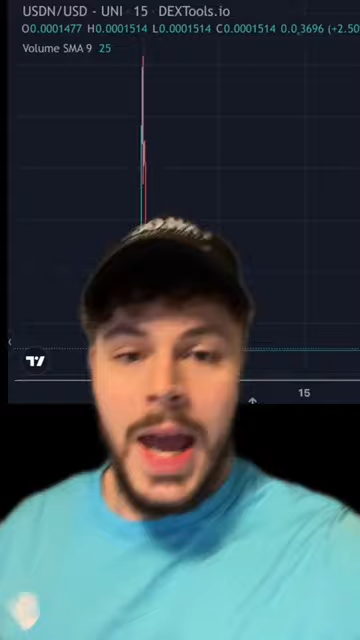 USDN/USD - UNI · 15 · DEXTools.io
O0.0001477 H0.0001514 L0.0001514 C0.0001514 0.0₃3696 (+2.50
Volume SMA 9 25
15